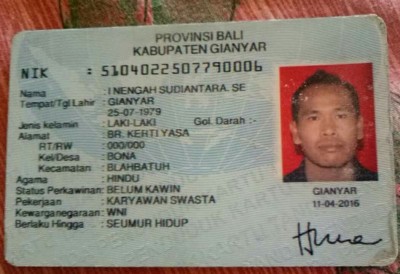 PROVINSI BALI
KABUPATEN GIANYAR
NIK : 5104022507790006
Nama : I NENGAH SUDIANTARA. SE
Tempat/Tgl Lahir : GIANYAR
25-07-1979
Jenis kelamin : LAKI-LAKI Gol. Darah :-
Alamat : BR. KERTI YASA
RT/RW : 000/000
Kel/Desa : BONA
Kecamatan : BLAHBATUH
Agama : HINDU
Status Perkawinan: BELUM KAWIN
Pekerjaan : KARYAWAN SWASTA
Kewarganegaraan: WNI
Berlaku Hingga : SEUMUR HIDUP
GIANYAR
11-04-2016